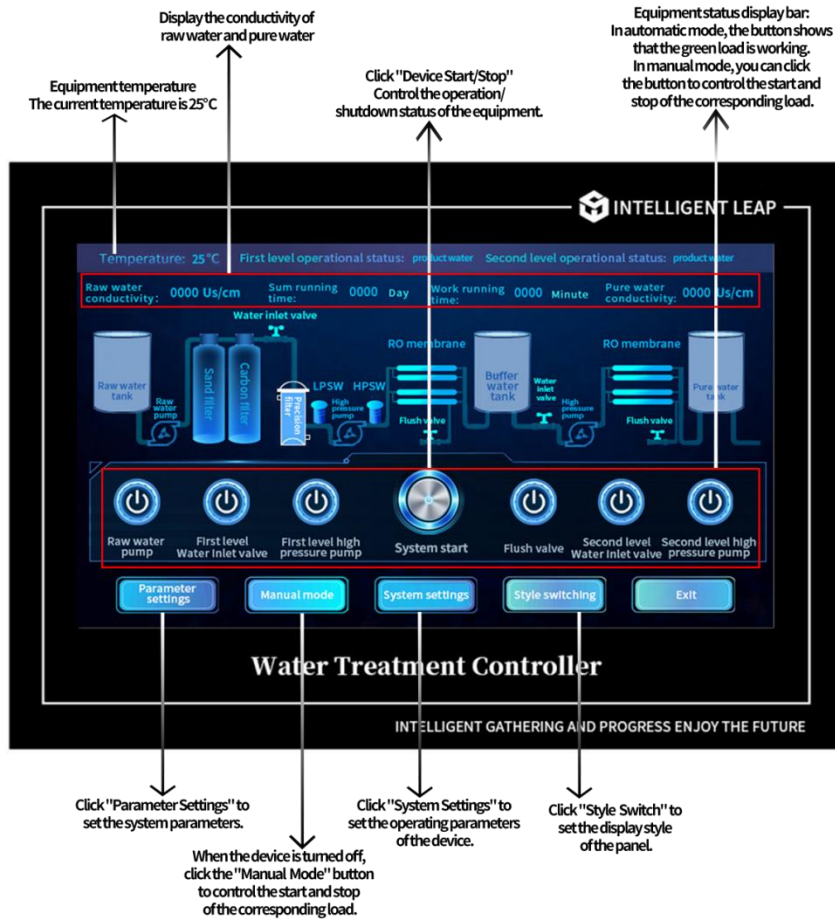 Display the conductivity of
raw water and pure water
Equipment status display bar:
In automatic mode, the button shows
that the green load is working.
In manual mode, you can click
the button to control the start and
stop of the corresponding load.
Equipment temperature
The current temperature is 25°C
Click "Device Start/Stop"
Control the operation/
shutdown status of the equipment.
INTELLIGENT LEAP
Temperature: 25°C First level operational status: product water Second level operational status: product water
Raw water
conductivity: 0000 Us/cm
Sum running
time: 0000 Day
Work running
time: 0000 Minute
Pure water
conductivity: 0000 Us/cm
Water inlet valve
RO membrane
RO membrane
Raw water
tank
Raw
water
pump
Sand filter
Carbon filter
Precision
filter
LPSW
HPSW
High
pressure
pump
Flush valve
Buffer
water
tank
Water
inlet
valve
High
pressure
pump
Flush valve
Pure water
tank
Raw water
pump
First level
Water Inlet valve
First level high
pressure pump
System start
Flush valve
Second level
Water Inlet valve
Second level high
pressure pump
Parameter
settings
Manual mode
System settings
Style switching
Exit
Water Treatment Controller
INTELLIGENT GATHERING AND PROGRESS ENJOY THE FUTURE
Click "Parameter Settings" to
set the system parameters.
When the device is turned off,
click the "Manual Mode" button
to control the start and stop
of the corresponding load.
Click "System Settings" to
set the operating parameters
of the device.
Click "Style Switch" to
set the display style
of the panel.